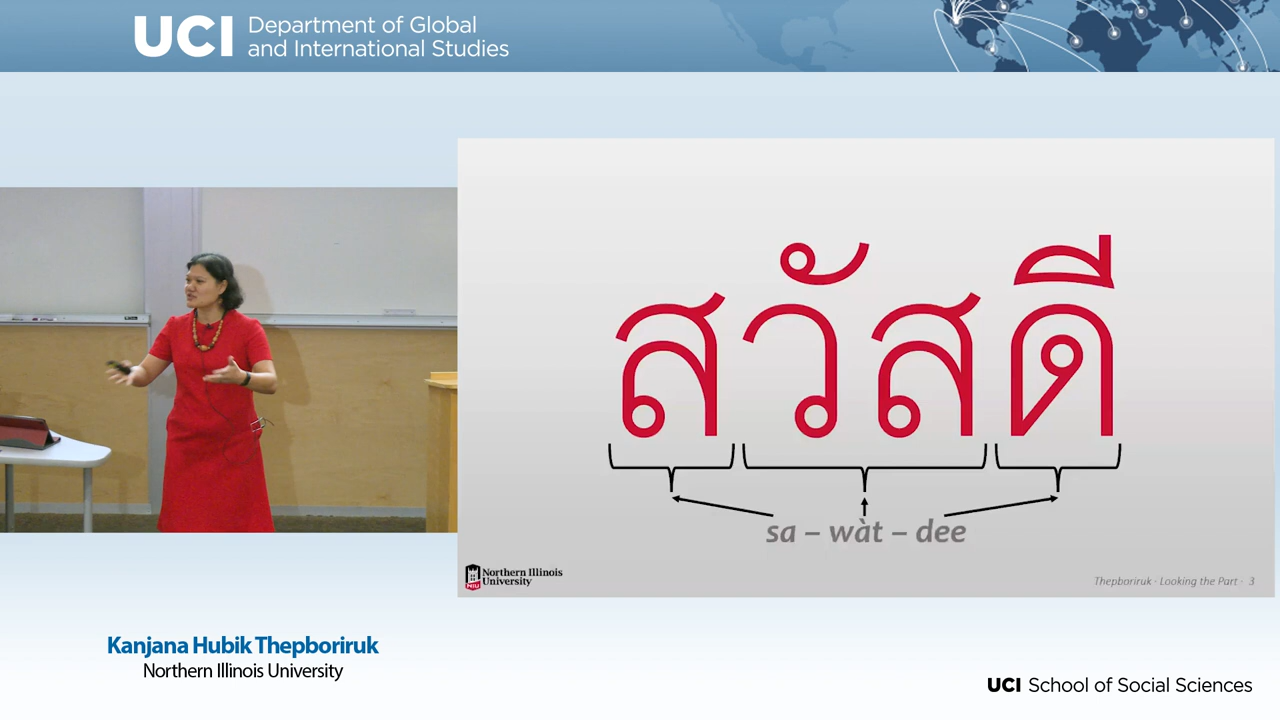 UCI Department of Global
and International Studies
สวัสดี
sa – wàt – dee
NIU Northern Illinois
University
Thepboriruk - Looking the Part - 3
Kanjana Hubik Thepboriruk
Northern Illinois University
UCI School of Social Sciences